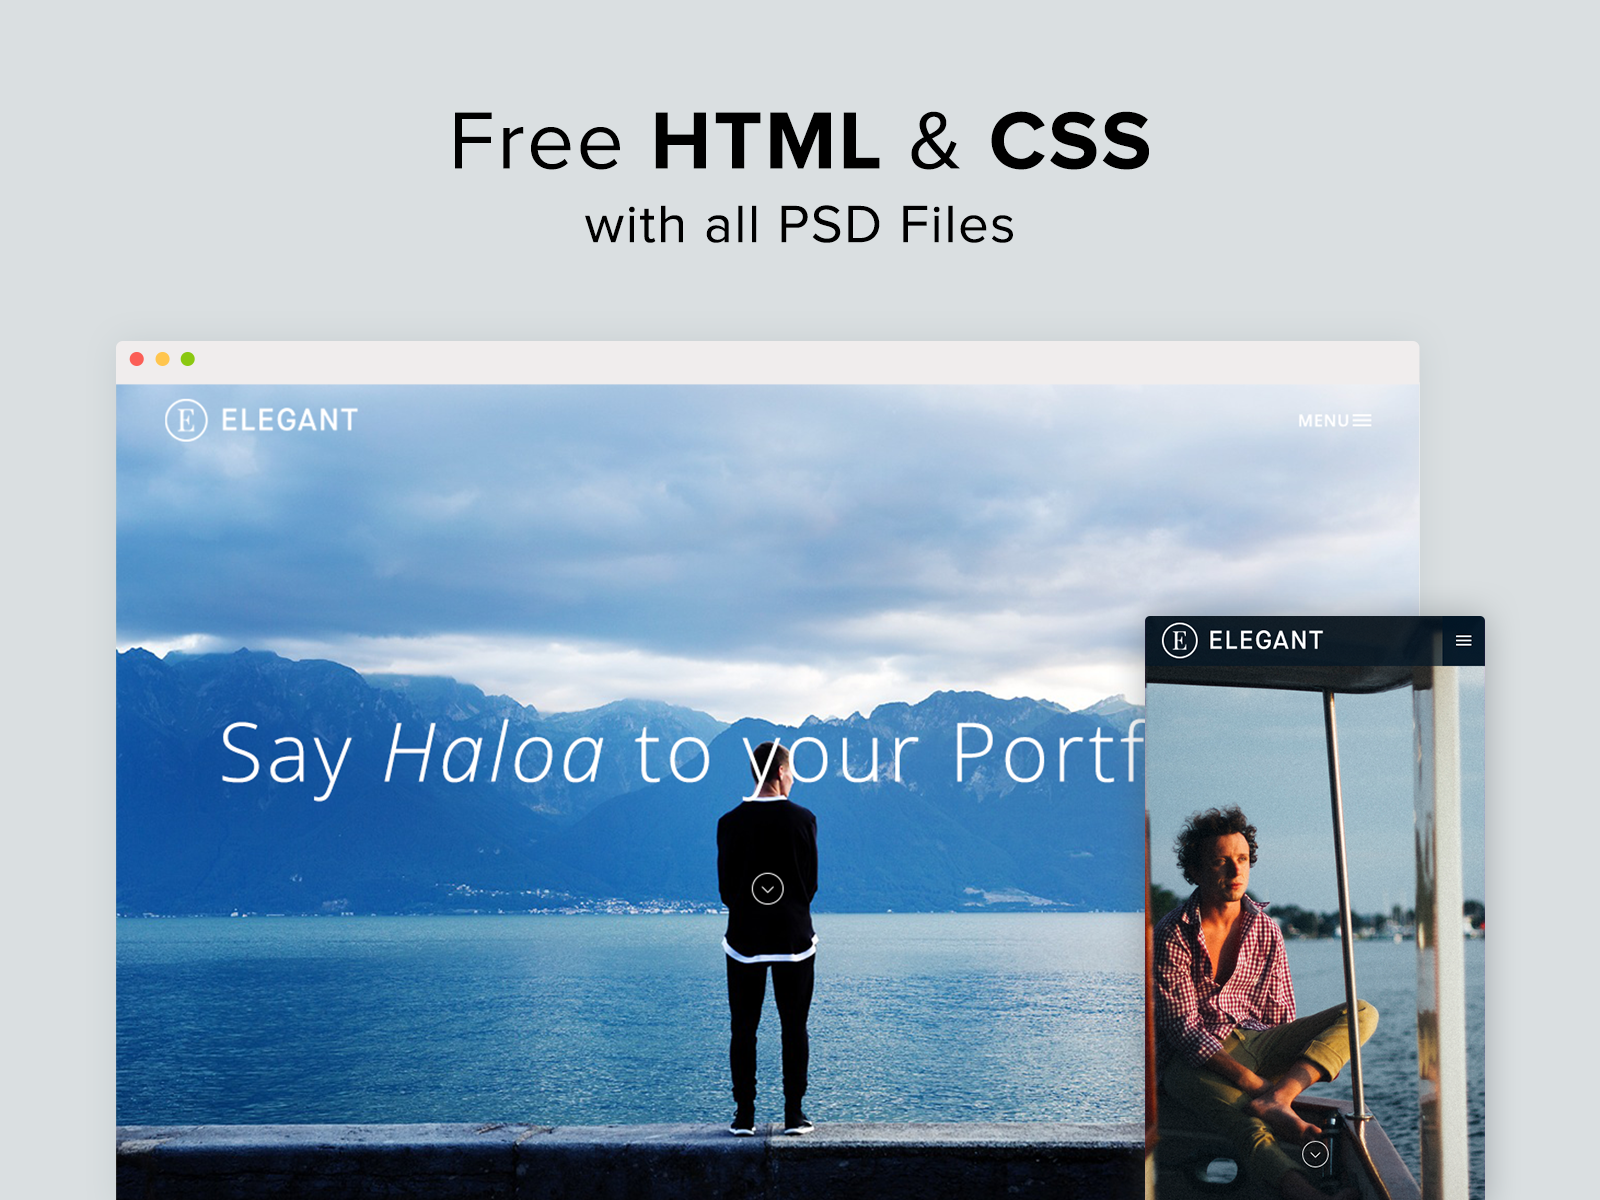 Free HTML & CSS
with all PSD Files
E ELEGANT
MENU
Say Haloa to your Portf
E ELEGANT